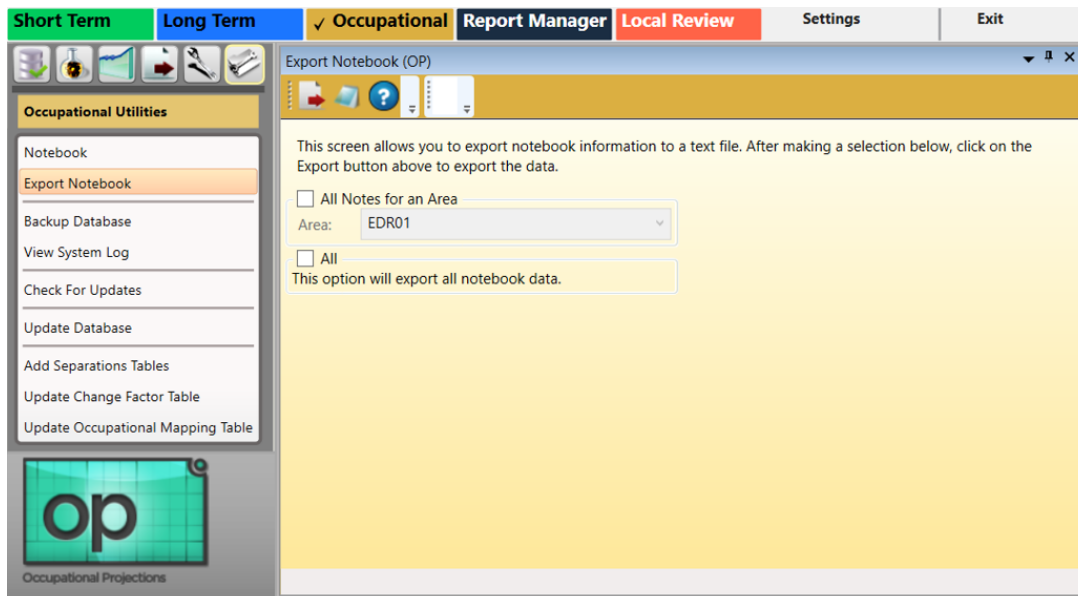 Short Term
Long Term
✓ Occupational
Report Manager
Local Review
Settings
Exit
Occupational Utilities
Notebook
Export Notebook
Backup Database
View System Log
Check For Updates
Update Database
Add Separations Tables
Update Change Factor Table
Update Occupational Mapping Table
op
Occupational Projections
Export Notebook (OP)
?
This screen allows you to export notebook information to a text file. After making a selection below, click on the
Export button above to export the data.
All Notes for an Area
Area: EDR01
All
This option will export all notebook data.